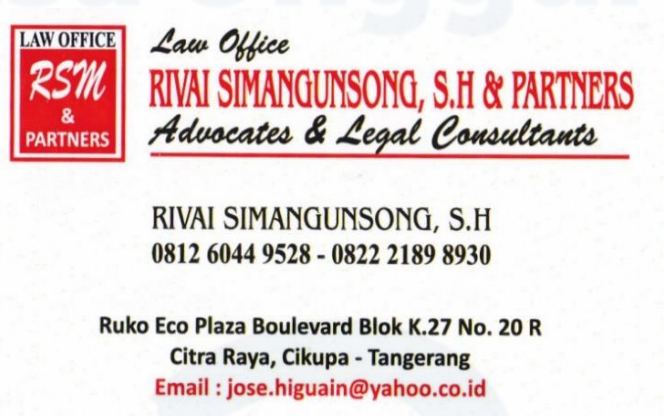 LAW OFFICE
RSM
&
PARTNERS
Law Office
RIVAI SIMANGUNSONG, S.H & PARTNERS
Advocates & Legal Consultants
RIVAI SIMANGUNSONG, S.H
0812 6044 9528 - 0822 2189 8930
Ruko Eco Plaza Boulevard Blok K.27 No. 20 R
Citra Raya, Cikupa - Tangerang
Email : jose.higuain@yahoo.co.id